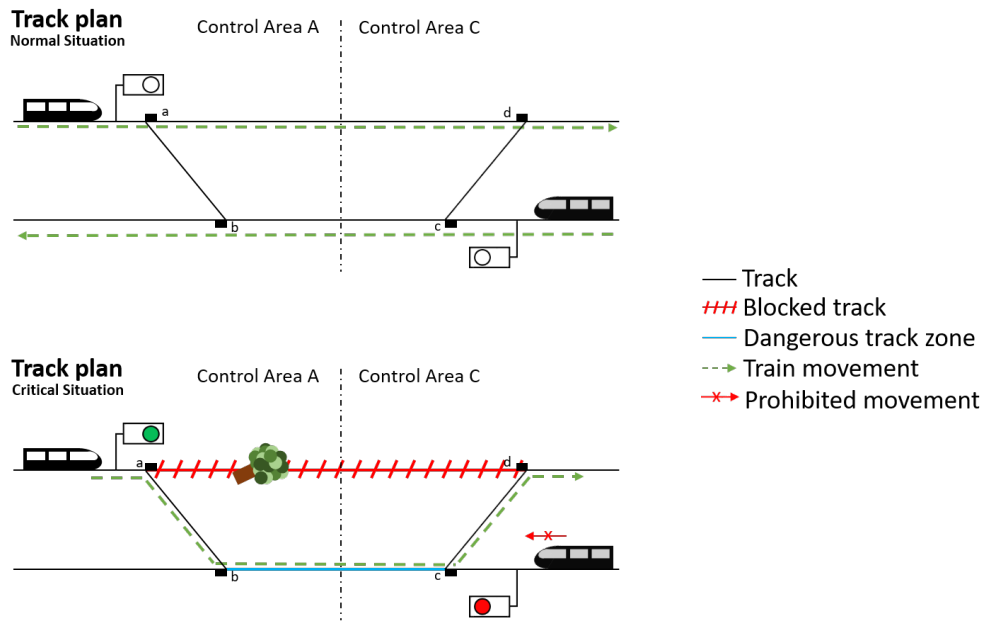 Track plan
Normal Situation
Control Area A
Control Area C
a
d
b
c
Track
Blocked track
Dangerous track zone
Train movement
Prohibited movement
Track plan
Critical Situation
Control Area A
Control Area C
a
d
b
c